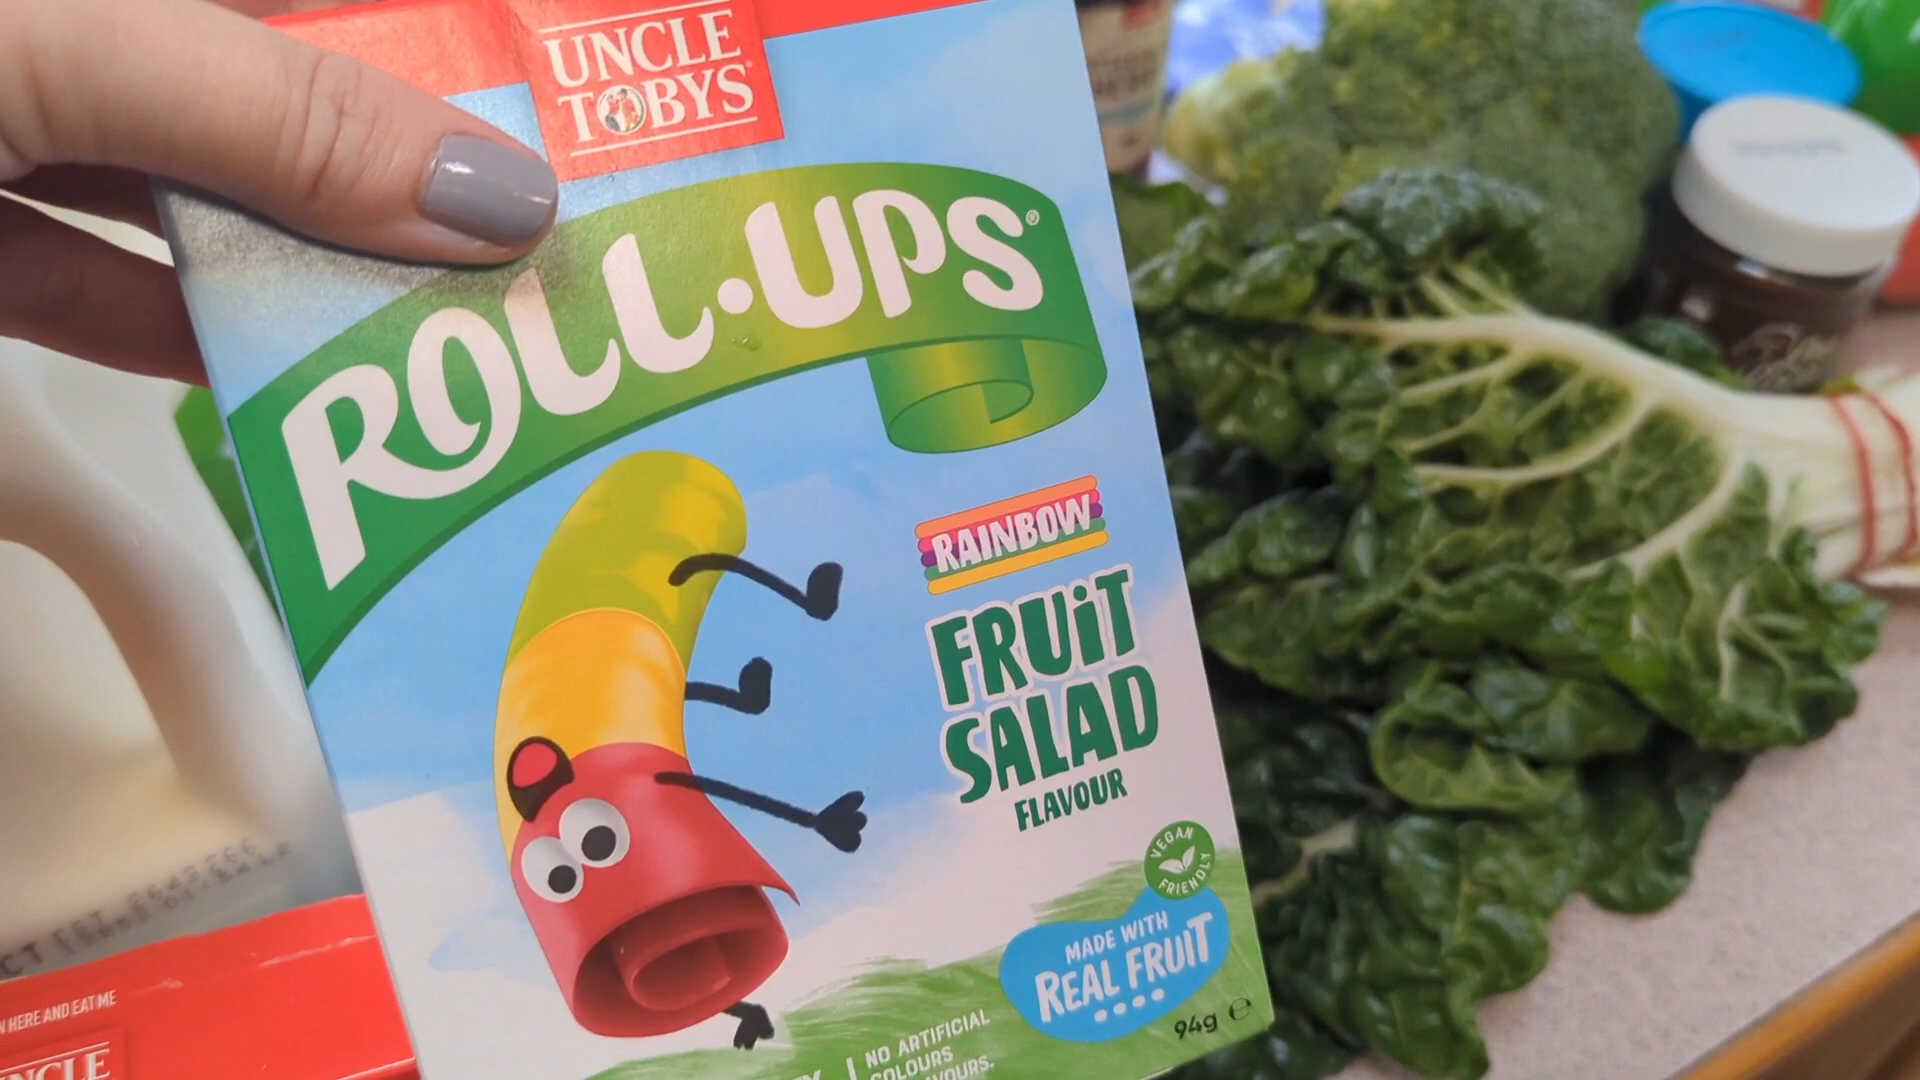 UNCLE
TOBYS
ROLL·UPS®
RAINBOW
FRUiT
SALAD
FLAVOUR
VEGAN
FRIENDLY
MADE WITH
REAL FRUIT
94g e
NO ARTIFICIAL
COLOURS
HERE AND EAT ME